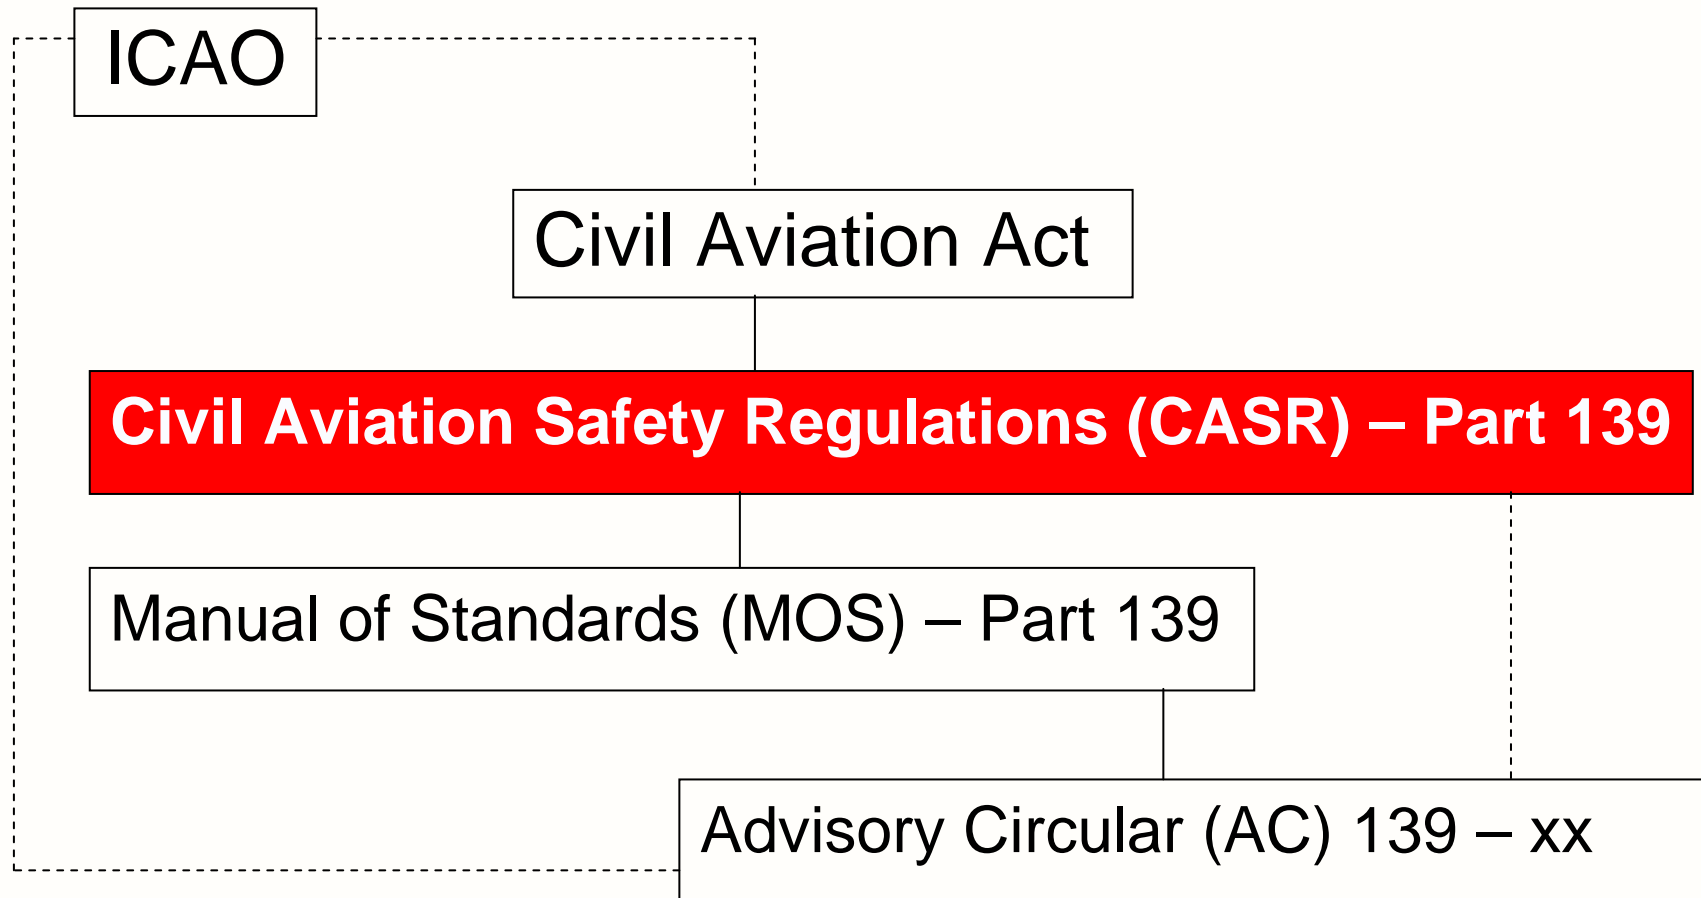 ICAO
Civil Aviation Act
Civil Aviation Safety Regulations (CASR) – Part 139
Manual of Standards (MOS) – Part 139
Advisory Circular (AC) 139 – xx